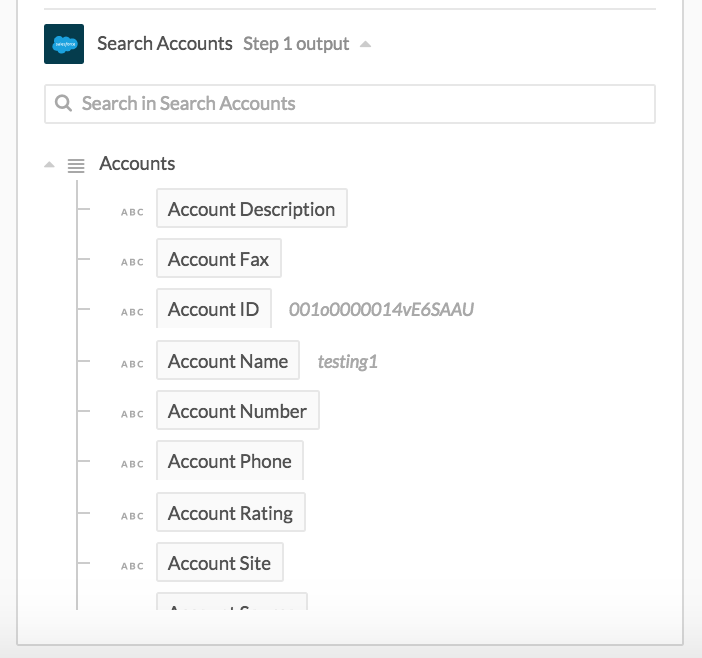 salesforce
Search Accounts Step 1 output
Search in Search Accounts
Accounts
ABC Account Description
ABC Account Fax
ABC Account ID 001o0000014vE6SAAU
ABC Account Name testing1
ABC Account Number
ABC Account Phone
ABC Account Rating
ABC Account Site
Account